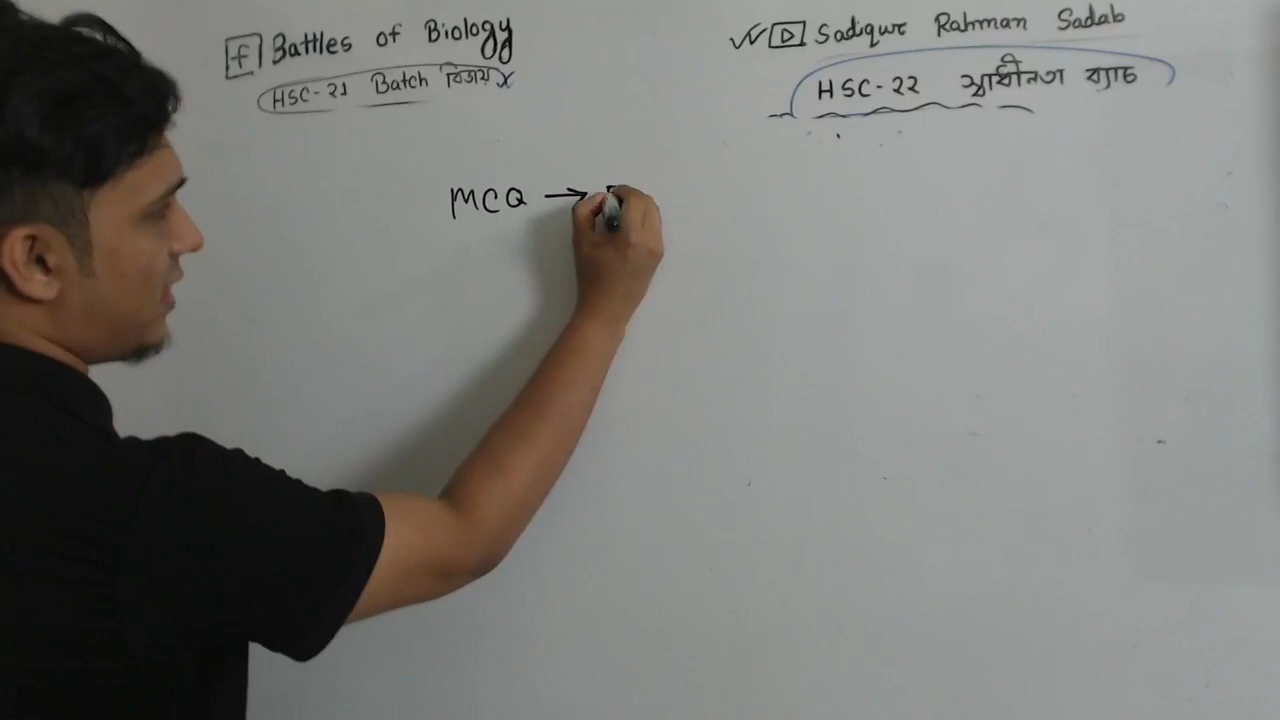 f Battles of Biology
HSC-21 Batch বিজয়
Sadiqur Rahman Sadab
HSC-22 স্বাধীনতা ব্যাচ
MCQ →